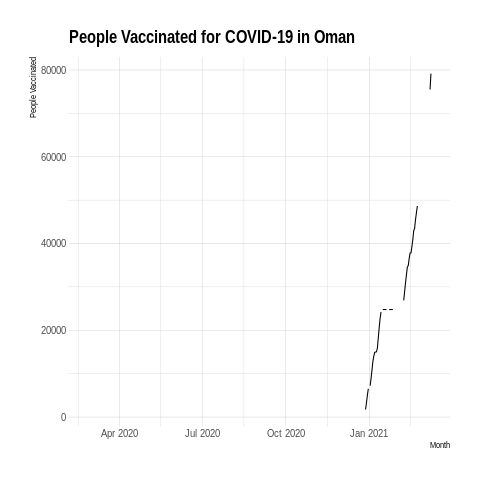 People Vaccinated for COVID-19 in Oman
People Vaccinated
80000
60000
40000
20000
0
Apr 2020
Jul 2020
Oct 2020
Jan 2021
Month